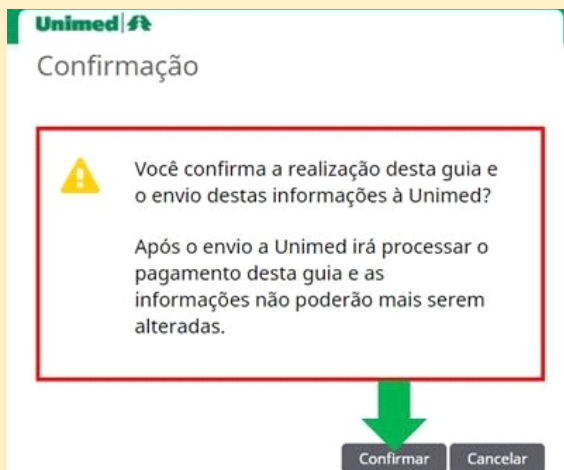 Unimed
Confirmação
Você confirma a realização desta guia e
o envio destas informações à Unimed?
Após o envio a Unimed irá processar o
pagamento desta guia e as
informações não poderão mais serem
alteradas.
Confirmar Cancelar